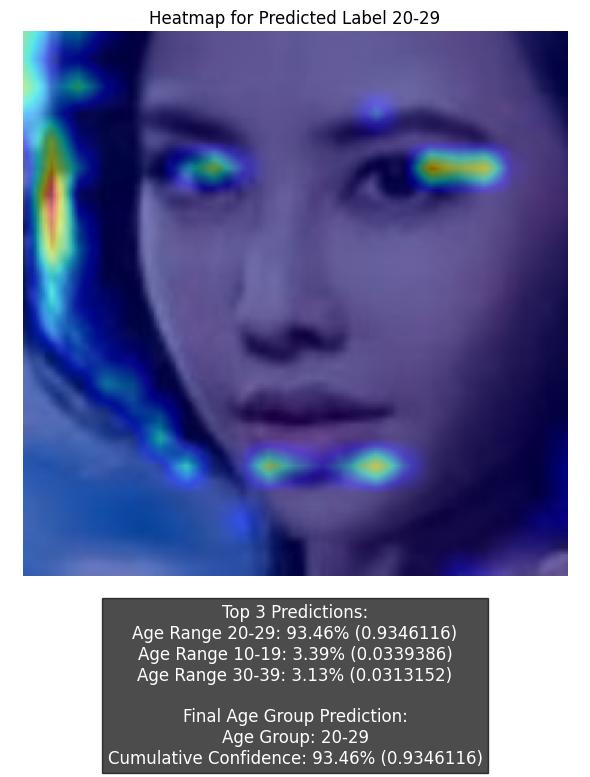 Heatmap for Predicted Label 20-29
Top 3 Predictions:
Age Range 20-29: 93.46% (0.9346116)
Age Range 10-19: 3.39% (0.0339386)
Age Range 30-39: 3.13% (0.0313152)
Final Age Group Prediction:
Age Group: 20-29
Cumulative Confidence: 93.46% (0.9346116)